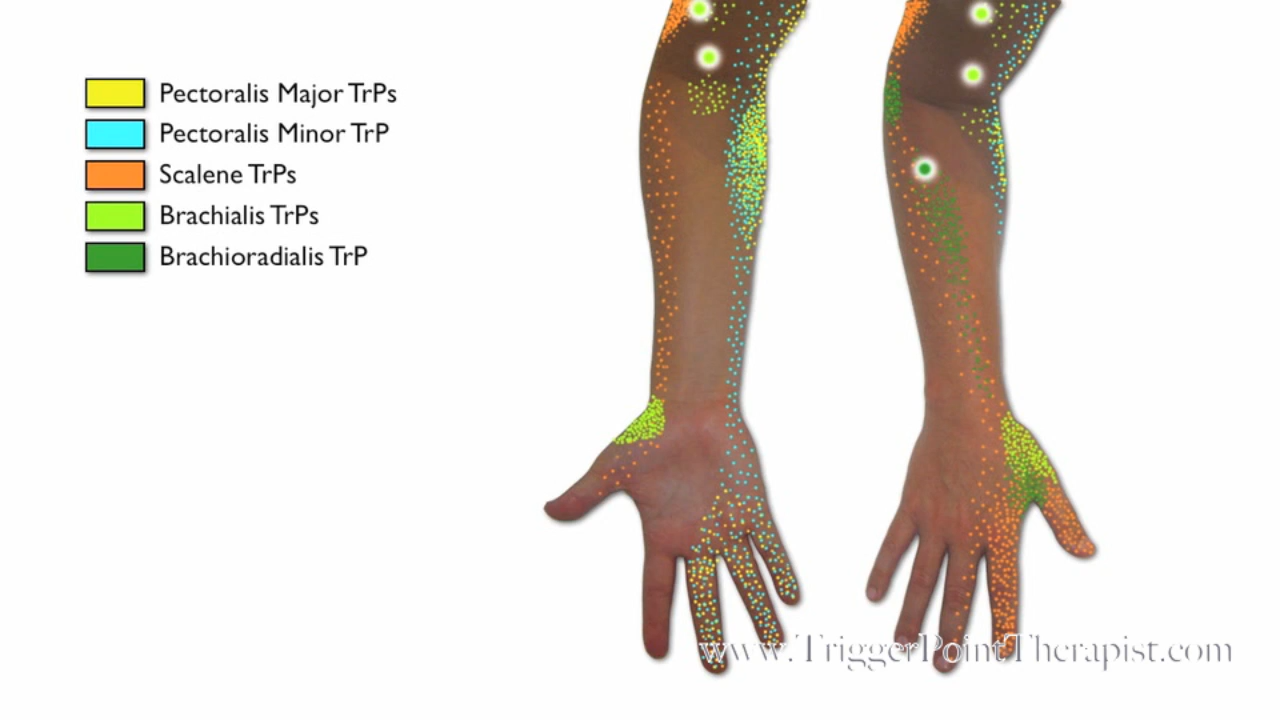 Pectoralis Major TrPs
Pectoralis Minor TrP
Scalene TrPs
Brachialis TrPs
Brachioradialis TrP
www.TriggerPointTherapist.com